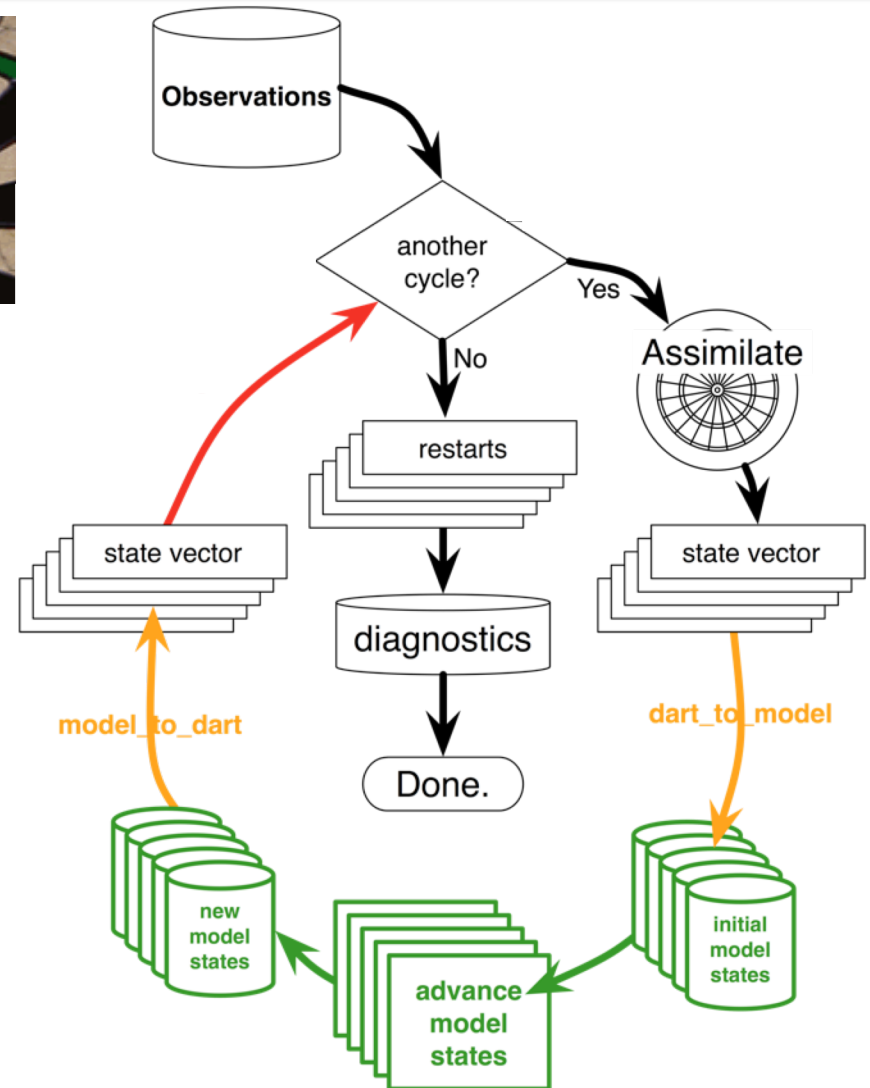 Observations
another
cycle?
Yes
No
Assimilate
restarts
state vector
state vector
diagnostics
model_to_dart
dart_to_model
Done.
new
model
states
initial
model
states
advance
model
states